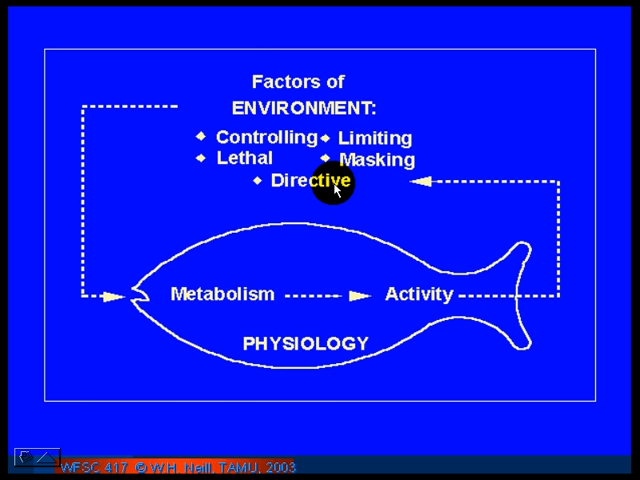 Factors of
ENVIRONMENT:
Controlling Limiting
Lethal Masking
Directive
Metabolism Activity
PHYSIOLOGY
WFSC 417 © W.H. Neill, TAMU, 2003